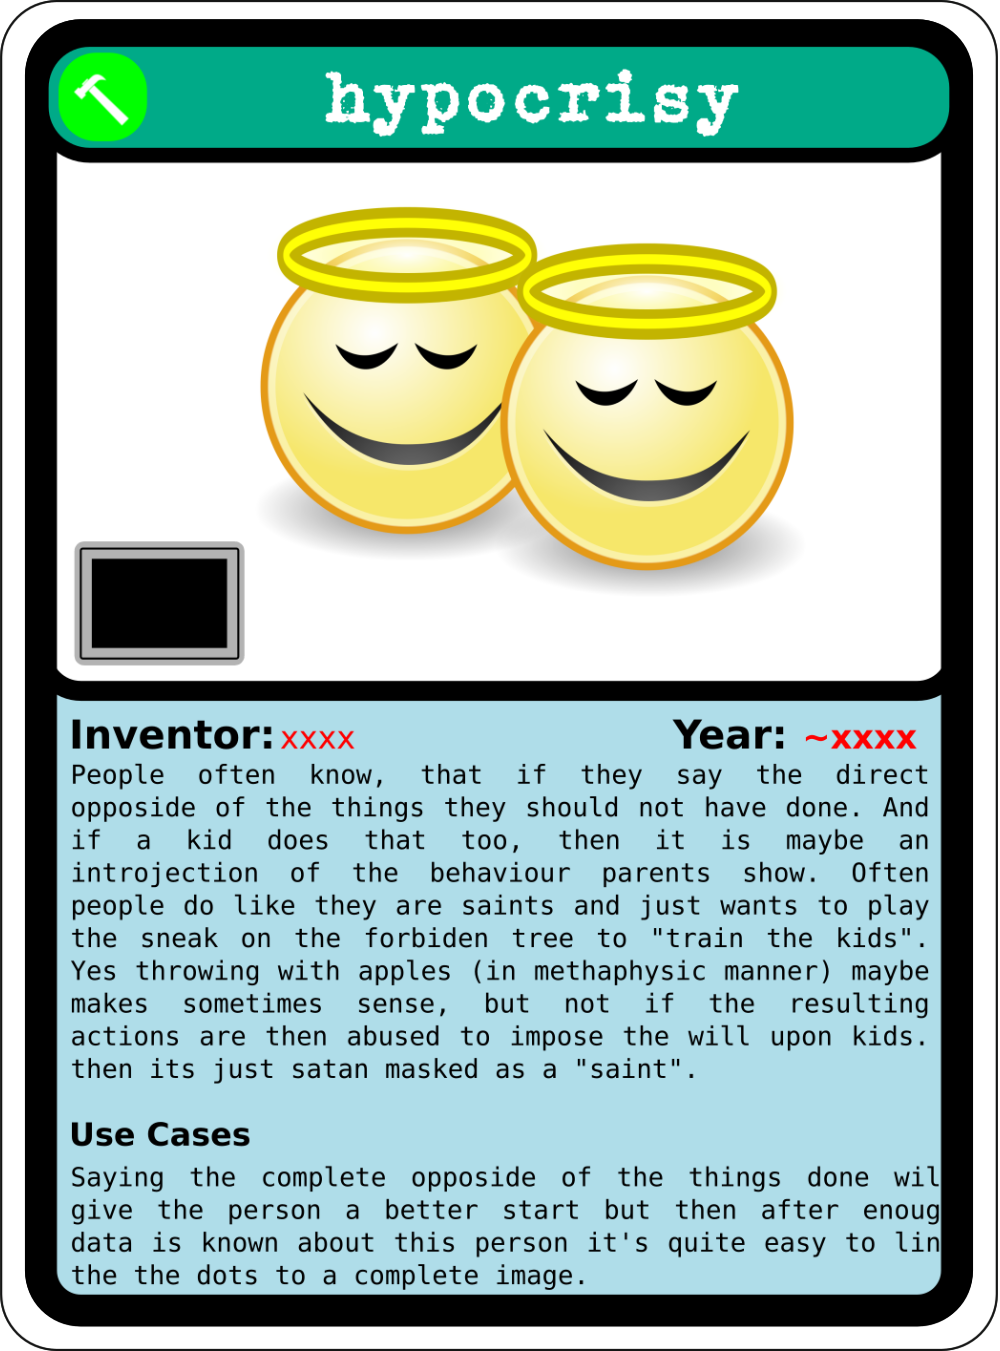 hypocrisy
Inventor: xxxx Year: ~xxxx
People often know, that if they say the direct
opposide of the things they should not have done. And
if a kid does that too, then it is maybe an
introjection of the behaviour parents show. Often
people do like they are saints and just wants to play
the sneak on the forbiden tree to "train the kids".
Yes throwing with apples (in methaphysic manner) maybe
makes sometimes sense, but not if the resulting
actions are then abused to impose the will upon kids.
then its just satan masked as a "saint".
Use Cases
Saying the complete opposide of the things done wil
give the person a better start but then after enoug
data is known about this person it's quite easy to lin
the the dots to a complete image.